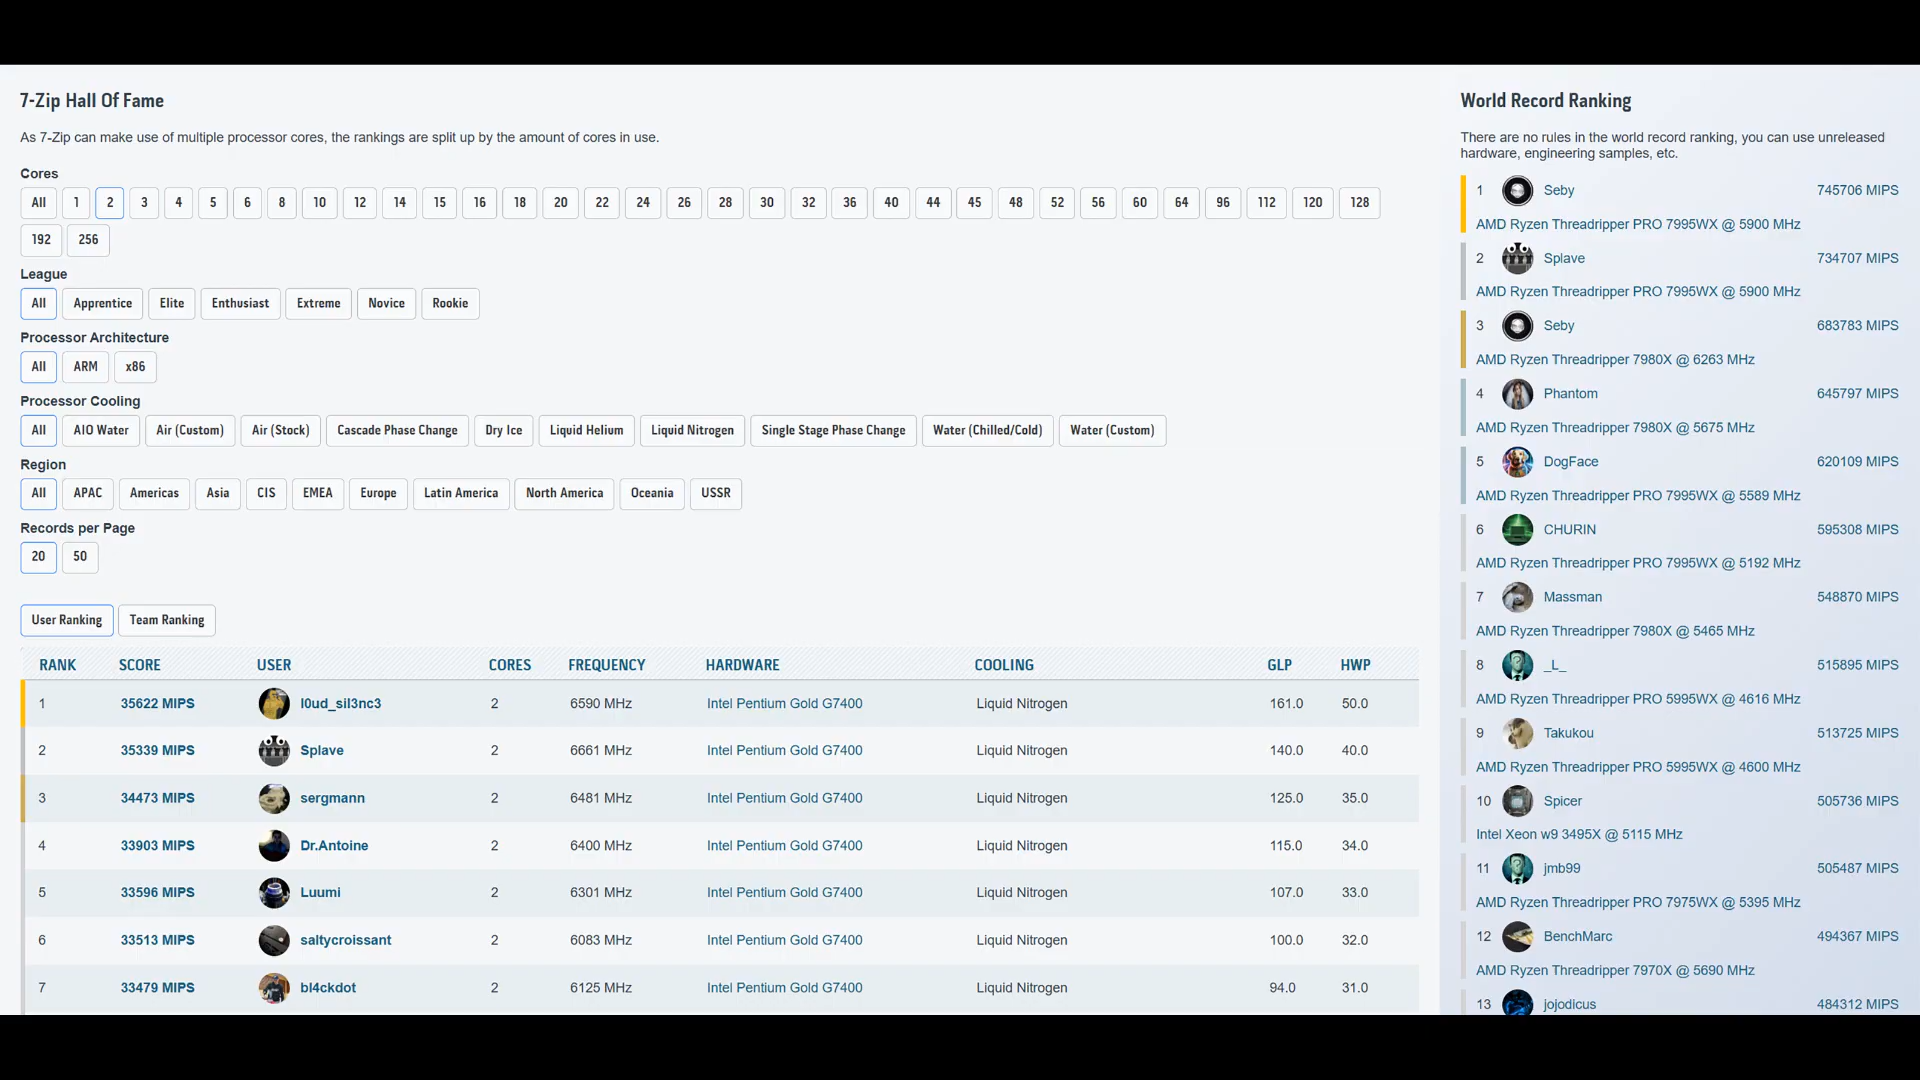 7-Zip Hall Of Fame
As 7-Zip can make use of multiple processor cores, the rankings are split up by the amount of cores in use.
Cores
All 1 2 3 4 5 6 8 10 12 14 15 16 18 20 22 24 26 28 30 32 36 40 44 45 48 52 56 60 64 96 112 120 128
192 256
League
All Apprentice Elite Enthusiast Extreme Novice Rookie
Processor Architecture
All ARM x86
Processor Cooling
All AIO Water Air (Custom) Air (Stock) Cascade Phase Change Dry Ice Liquid Helium Liquid Nitrogen Single Stage Phase Change Water (Chilled/Cold) Water (Custom)
Region
All APAC Americas Asia CIS EMEA Europe Latin America North America Oceania USSR
Records per Page
20 50
User Ranking Team Ranking
RANK SCORE USER CORES FREQUENCY HARDWARE COOLING GLP HWP
1 35622 MIPS l0ud_sil3nc3 2 6590 MHz Intel Pentium Gold G7400 Liquid Nitrogen 161.0 50.0
2 35339 MIPS Splave 2 6661 MHz Intel Pentium Gold G7400 Liquid Nitrogen 140.0 40.0
3 34473 MIPS sergmann 2 6481 MHz Intel Pentium Gold G7400 Liquid Nitrogen 125.0 35.0
4 33903 MIPS Dr.Antoine 2 6400 MHz Intel Pentium Gold G7400 Liquid Nitrogen 115.0 34.0
5 33596 MIPS Luumi 2 6301 MHz Intel Pentium Gold G7400 Liquid Nitrogen 107.0 33.0
6 33513 MIPS saltycroissant 2 6083 MHz Intel Pentium Gold G7400 Liquid Nitrogen 100.0 32.0
7 33479 MIPS bl4ckdot 2 6125 MHz Intel Pentium Gold G7400 Liquid Nitrogen 94.0 31.0
World Record Ranking
There are no rules in the world record ranking, you can use unreleased
hardware, engineering samples, etc.
1 Seby 745706 MIPS
AMD Ryzen Threadripper PRO 7995WX @ 5900 MHz
2 Splave 734707 MIPS
AMD Ryzen Threadripper PRO 7995WX @ 5900 MHz
3 Seby 683783 MIPS
AMD Ryzen Threadripper 7980X @ 6263 MHz
4 Phantom 645797 MIPS
AMD Ryzen Threadripper 7980X @ 5675 MHz
5 DogFace 620109 MIPS
AMD Ryzen Threadripper PRO 7995WX @ 5589 MHz
6 CHURIN 595308 MIPS
AMD Ryzen Threadripper PRO 7995WX @ 5192 MHz
7 Massman 548870 MIPS
AMD Ryzen Threadripper 7980X @ 5465 MHz
8 _L_ 515895 MIPS
AMD Ryzen Threadripper PRO 5995WX @ 4616 MHz
9 Takukou 513725 MIPS
AMD Ryzen Threadripper PRO 5995WX @ 4600 MHz
10 Spicer 505736 MIPS
Intel Xeon w9 3495X @ 5115 MHz
11 jmb99 505487 MIPS
AMD Ryzen Threadripper PRO 7975WX @ 5395 MHz
12 BenchMarc 494367 MIPS
AMD Ryzen Threadripper 7970X @ 5690 MHz
13 jojodicus 484312 MIPS